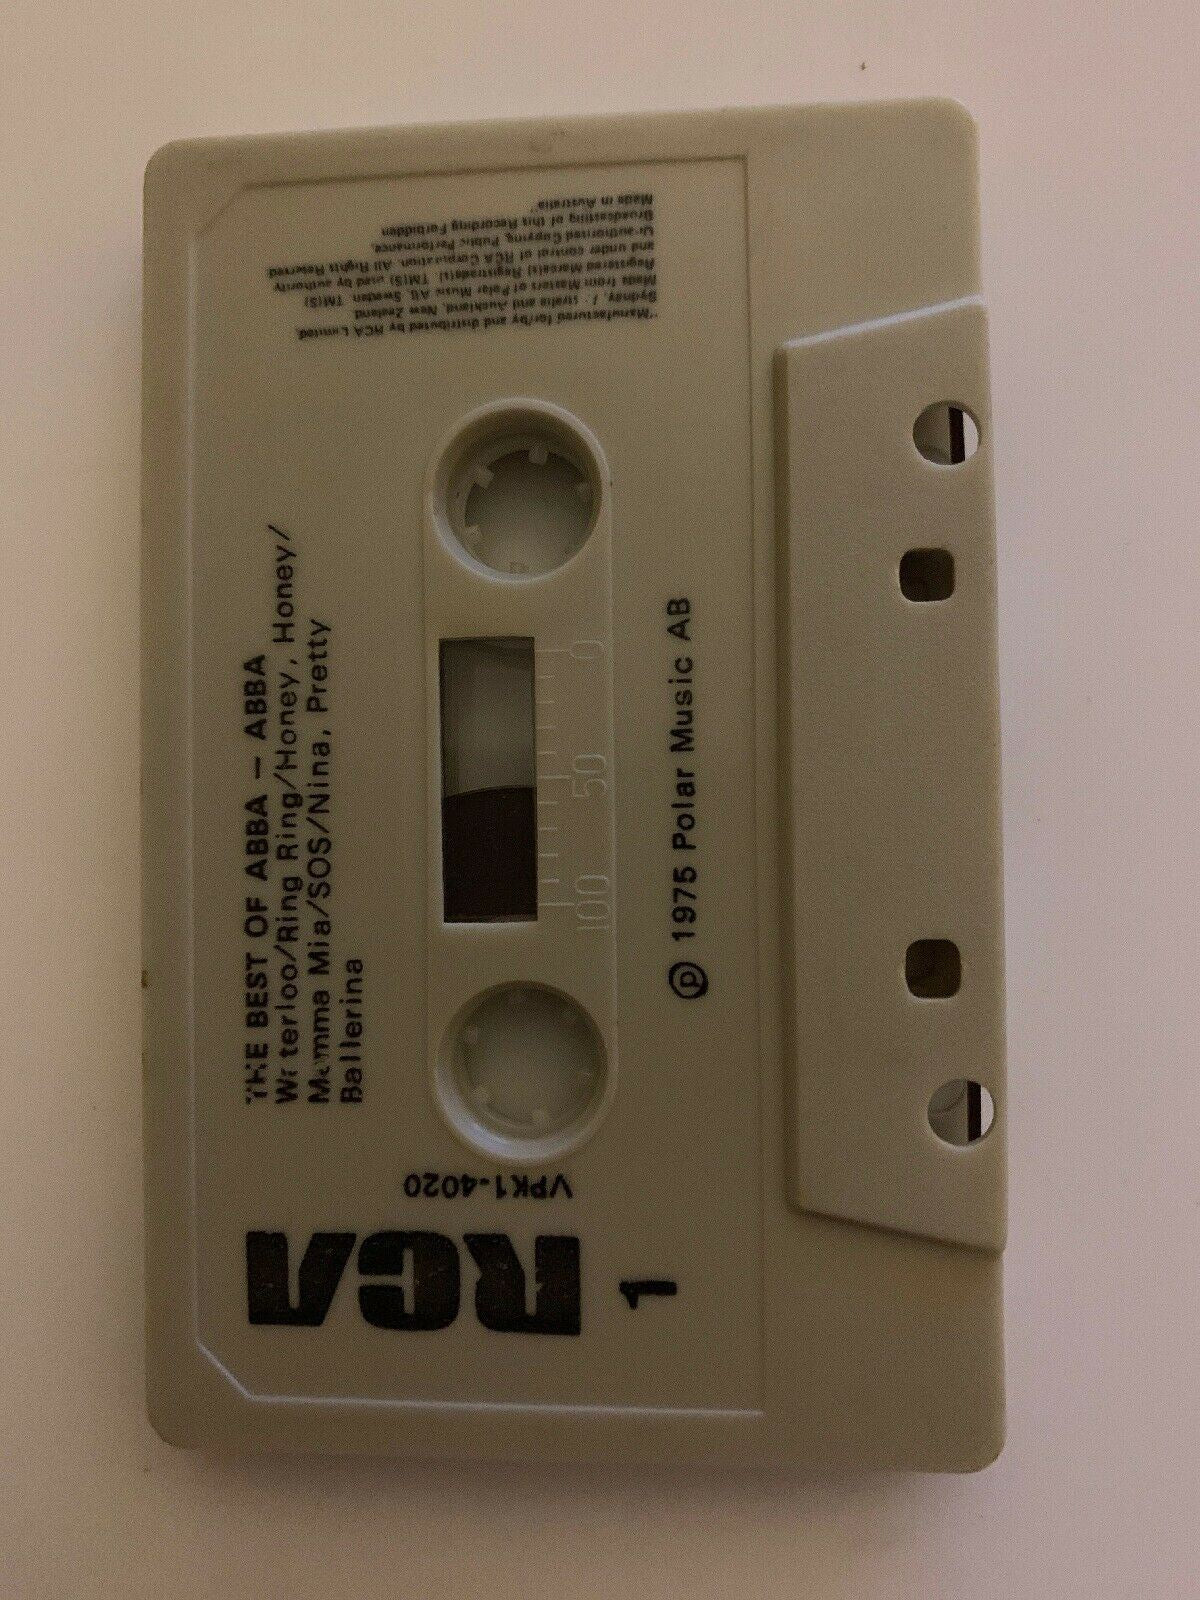 THE BEST OF ABBA – ABBA
Waterloo/Ring Ring/Honey, Honey/
Mamma Mia/SOS/Nina, Pretty
Ballerina
VPK1-4020
RCA
1
100 50 0
Ⓟ 1975 Polar Music AB
"Manufactured for/by and distributed by RCA Limited
Sydney, Australia and Auckland, New Zealand.
Made from Masters of Polar Music AB, Sweden. TM(S)
Registered Marca(s) Registrada(s). TM(S) used by authority
and under control of RCA Corporation. All Rights Reserved
Unauthorised Copying, Public Performance,
Broadcasting of this Recording Forbidden
Made in Australia"